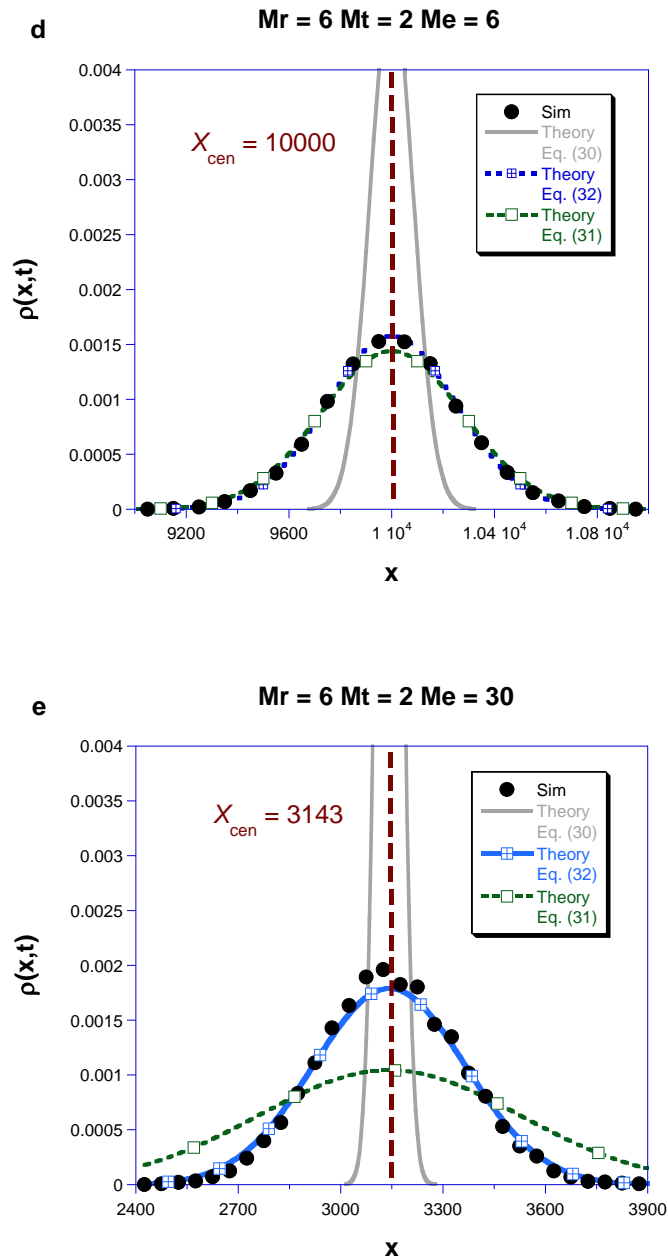 d
Mr = 6 Mt = 2 Me = 6
0.004
0.0035
0.003
0.0025
0.002
0.0015
0.001
0.0005
0
ρ(x,t)
Xcen = 10000
Sim
Theory
Eq. (30)
Theory
Eq. (32)
Theory
Eq. (31)
9200 9600 1 10⁴ 1.04 10⁴ 1.08 10⁴
x
e
Mr = 6 Mt = 2 Me = 30
0.004
0.0035
0.003
0.0025
0.002
0.0015
0.001
0.0005
0
ρ(x,t)
Xcen = 3143
Sim
Theory
Eq. (30)
Theory
Eq. (32)
Theory
Eq. (31)
2400 2700 3000 3300 3600 3900
x